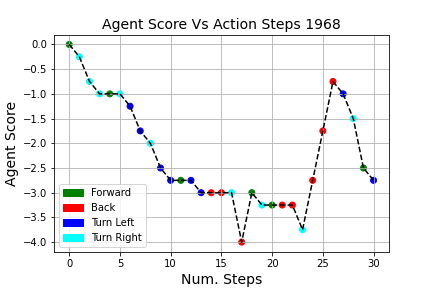 Agent Score Vs Action Steps 1968
Agent Score
0.0
−0.5
−1.0
−1.5
−2.0
−2.5
−3.0
−3.5
−4.0
Forward
Back
Turn Left
Turn Right
0 5 10 15 20 25 30
Num. Steps